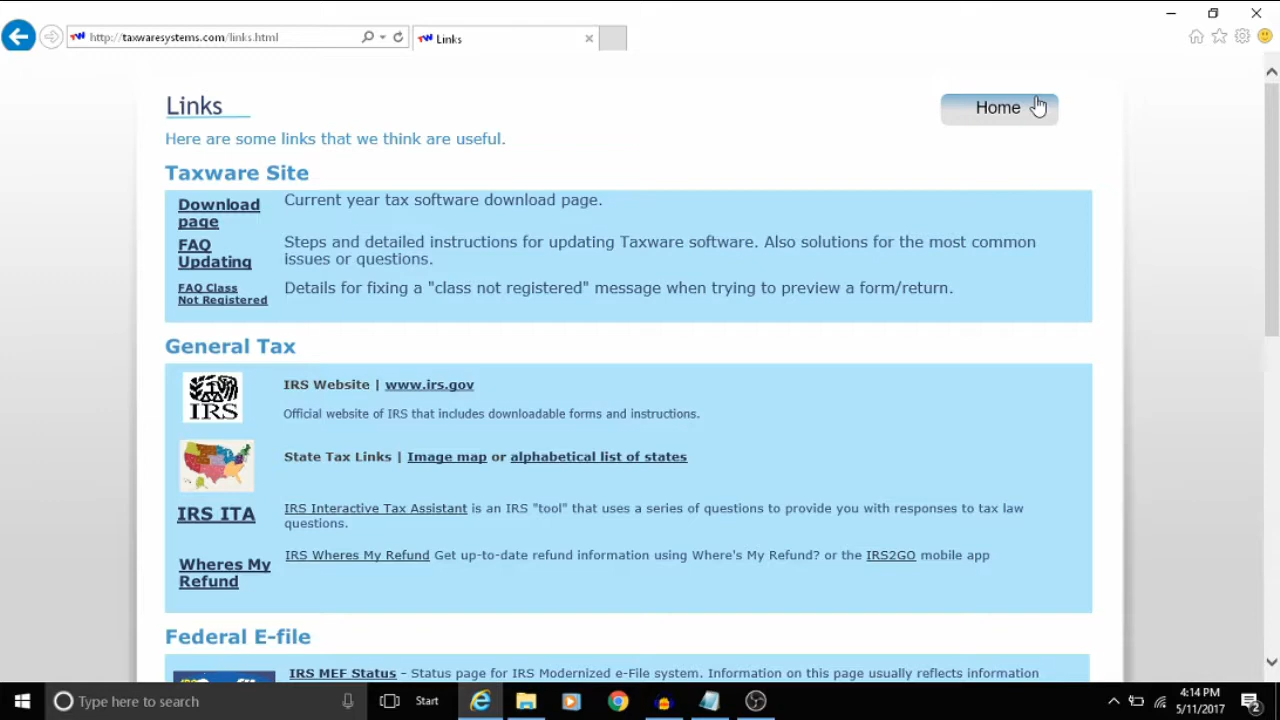 http://taxwaresystems.com/links.html
Links
Links
Home
Here are some links that we think are useful.
Taxware Site
Download page
Current year tax software download page.
FAQ Updating
Steps and detailed instructions for updating Taxware software. Also solutions for the most common
issues or questions.
FAQ Class
Not Registered
Details for fixing a "class not registered" message when trying to preview a form/return.
General Tax
IRS
IRS Website | www.irs.gov
Official website of IRS that includes downloadable forms and instructions.
State Tax Links | Image map or alphabetical list of states
IRS ITA
IRS Interactive Tax Assistant is an IRS "tool" that uses a series of questions to provide you with responses to tax law
questions.
Wheres My
Refund
IRS Wheres My Refund Get up-to-date refund information using Where's My Refund? or the IRS2GO mobile app
Federal E-file
IRS MEF Status – Status page for IRS Modernized e-File system. Information on this page usually reflects information
Type here to search
Start
4:14 PM
5/11/2017
2